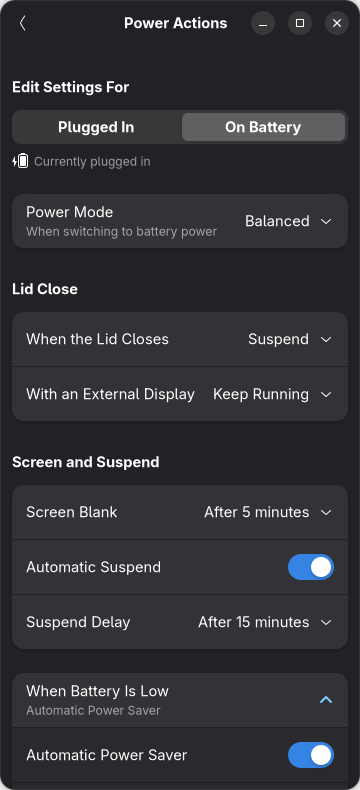 Power Actions
Edit Settings For
Plugged In
On Battery
Currently plugged in
Power Mode
When switching to battery power
Balanced
Lid Close
When the Lid Closes
Suspend
With an External Display
Keep Running
Screen and Suspend
Screen Blank
After 5 minutes
Automatic Suspend
Suspend Delay
After 15 minutes
When Battery Is Low
Automatic Power Saver
Automatic Power Saver